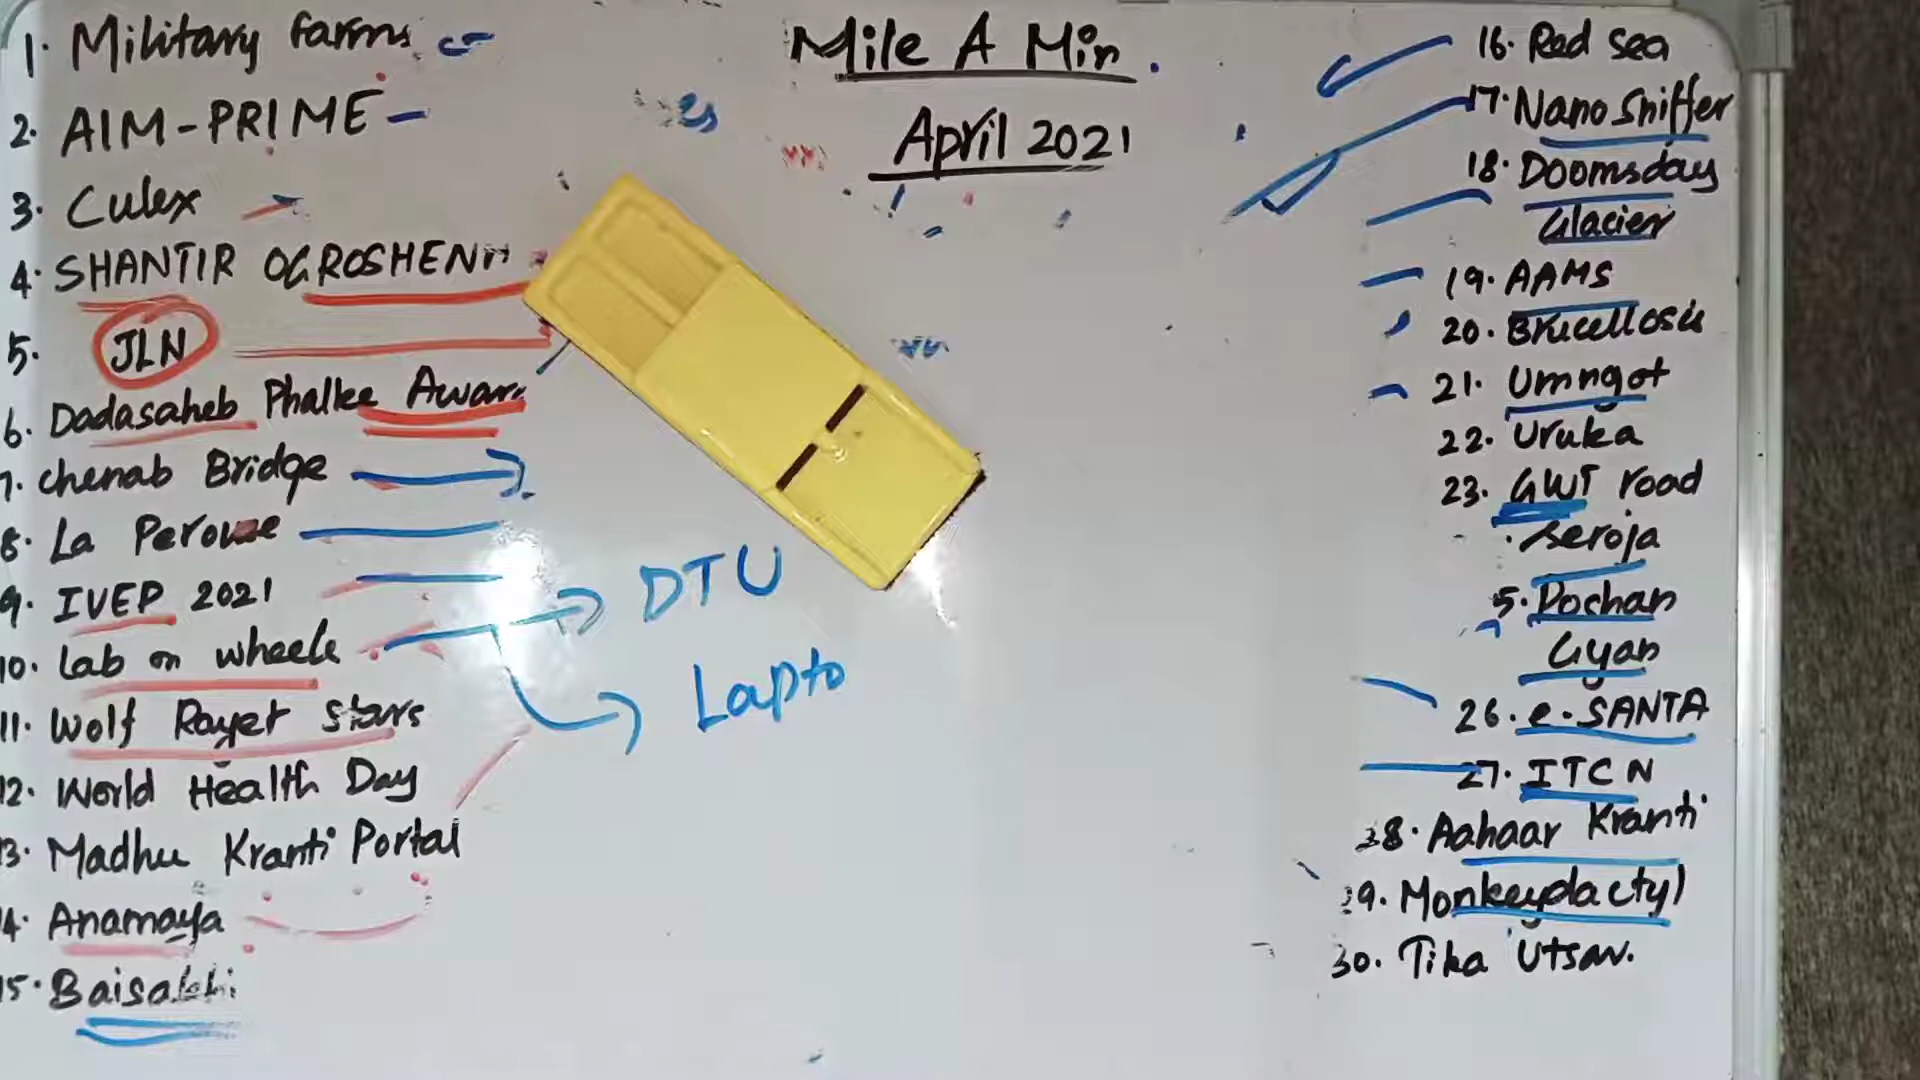 Mile A Min
April 2021
1. Military farms
2. AIM-PRIME
3. Culex
4. SHANTIR OGROSHENA
5. JLN
6. Dadasaheb Phalke Awar
7. Chenab Bridge
8. La Perouse
9. IVEP 2021
10. Lab on wheels
11. Wolf Rayet Stars
12. World Health Day
13. Madhu Kranti Portal
14. Anamaya
15. Baisakhi
DTU
Lapto
16. Red Sea
17. Nano Sniffer
18. Doomsday
Glacier
19. AAMS
20. Brucellosis
21. Umngot
22. Uruka
23. GWT road
Seroja
5. Poshan
Gyan
26. e-SANTA
27. ITCN
28. Aahaar Kranti
29. Monkeydactyl
30. Tika Utsav.